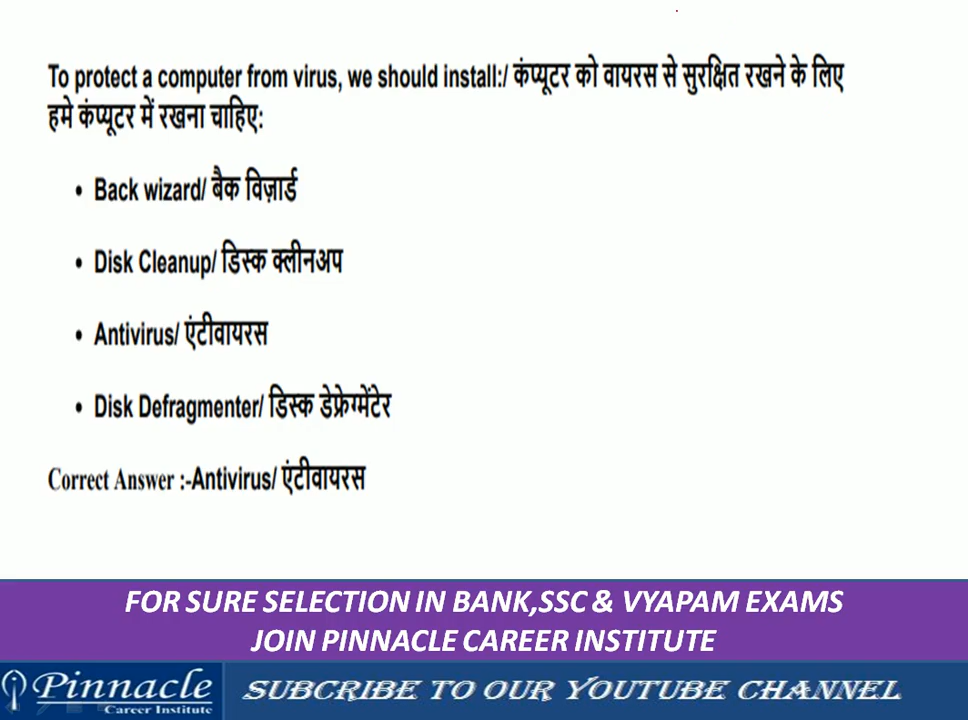 To protect a computer from virus, we should install:/ कंप्यूटर को वायरस से सुरक्षित रखने के लिए
हमे कंप्यूटर में रखना चाहिए:
• Back wizard/ बैक विज़ार्ड
• Disk Cleanup/ डिस्क क्लीनअप
• Antivirus/ एंटीवायरस
• Disk Defragmenter/ डिस्क डेफ्रेग्मेंटेर
Correct Answer :-Antivirus/ एंटीवायरस
FOR SURE SELECTION IN BANK,SSC & VYAPAM EXAMS
JOIN PINNACLE CAREER INSTITUTE
Pinnacle
Career Institute
SUBCRIBE TO OUR YOUTUBE CHANNEL